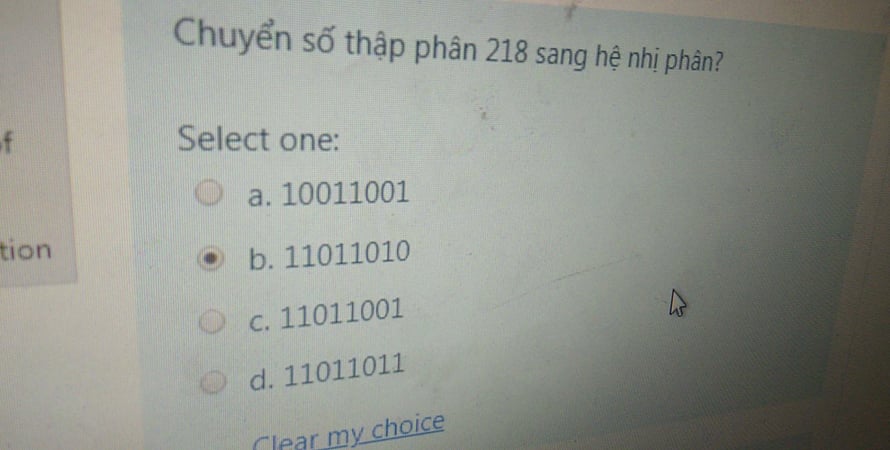 Chuyển số thập phân 218 sang hệ nhị phân?
Select one:
a. 10011001
b. 11011010
c. 11011001
d. 11011011
Clear my choice
f
tion